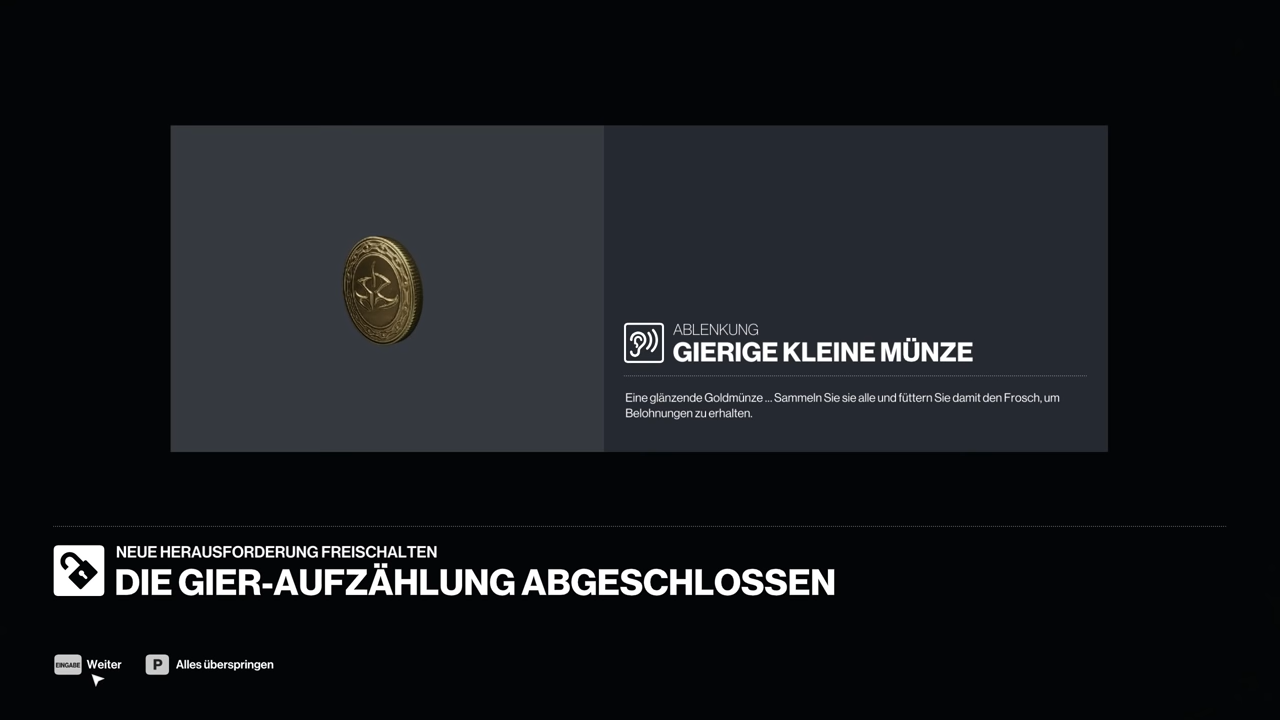 ABLENKUNG
GIERIGE KLEINE MÜNZE
Eine glänzende Goldmünze ... Sammeln Sie sie alle und füttern Sie damit den Frosch, um
Belohnungen zu erhalten.
NEUE HERAUSFORDERUNG FREISCHALTEN
DIE GIER-AUFZÄHLUNG ABGESCHLOSSEN
EINGABE Weiter P Alles überspringen